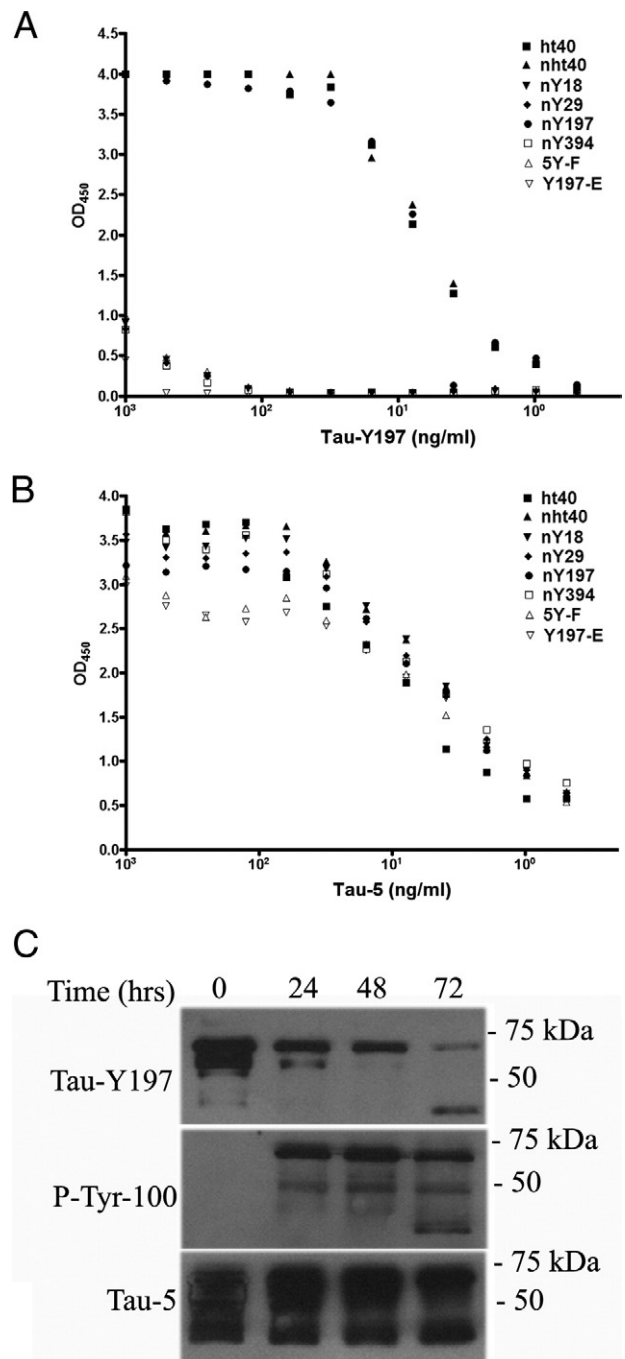 A
4.0
3.5
3.0
2.5
2.0
1.5
1.0
0.5
0.0
OD450
10³
10²
10¹
10⁰
Tau-Y197 (ng/ml)
ht40
nht40
nY18
nY29
nY197
nY394
5Y-F
Y197-E
B
4.0
3.5
3.0
2.5
2.0
1.5
1.0
0.5
0.0
OD450
10³
10²
10¹
10⁰
Tau-5 (ng/ml)
ht40
nht40
nY18
nY29
nY197
nY394
5Y-F
Y197-E
C
Time (hrs) 0 24 48 72
Tau-Y197
- 75 kDa
- 50
P-Tyr-100
- 75 kDa
- 50
Tau-5
- 75 kDa
- 50